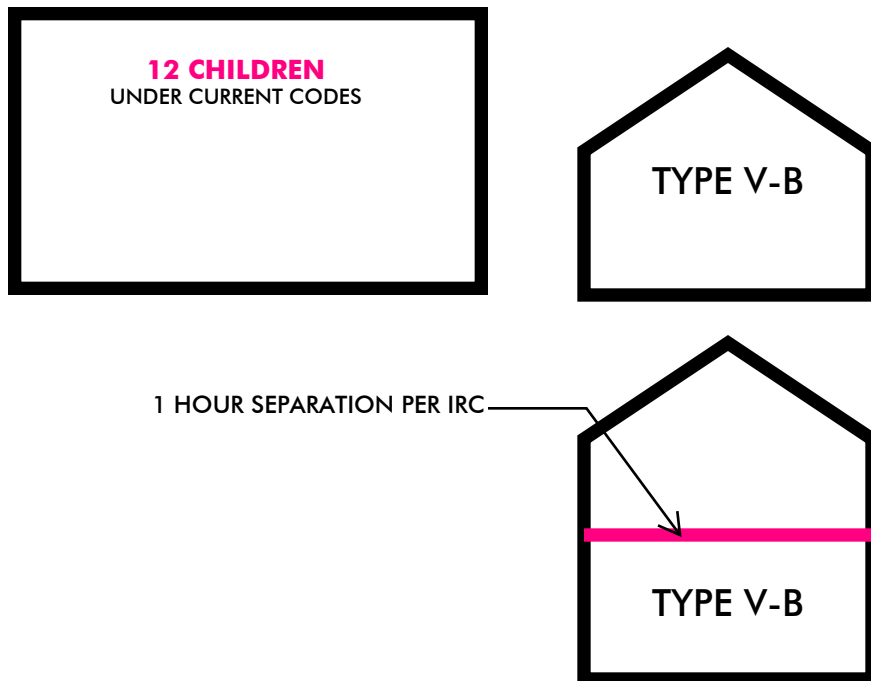 12 CHILDREN
UNDER CURRENT CODES
TYPE V-B
1 HOUR SEPARATION PER IRC
TYPE V-B